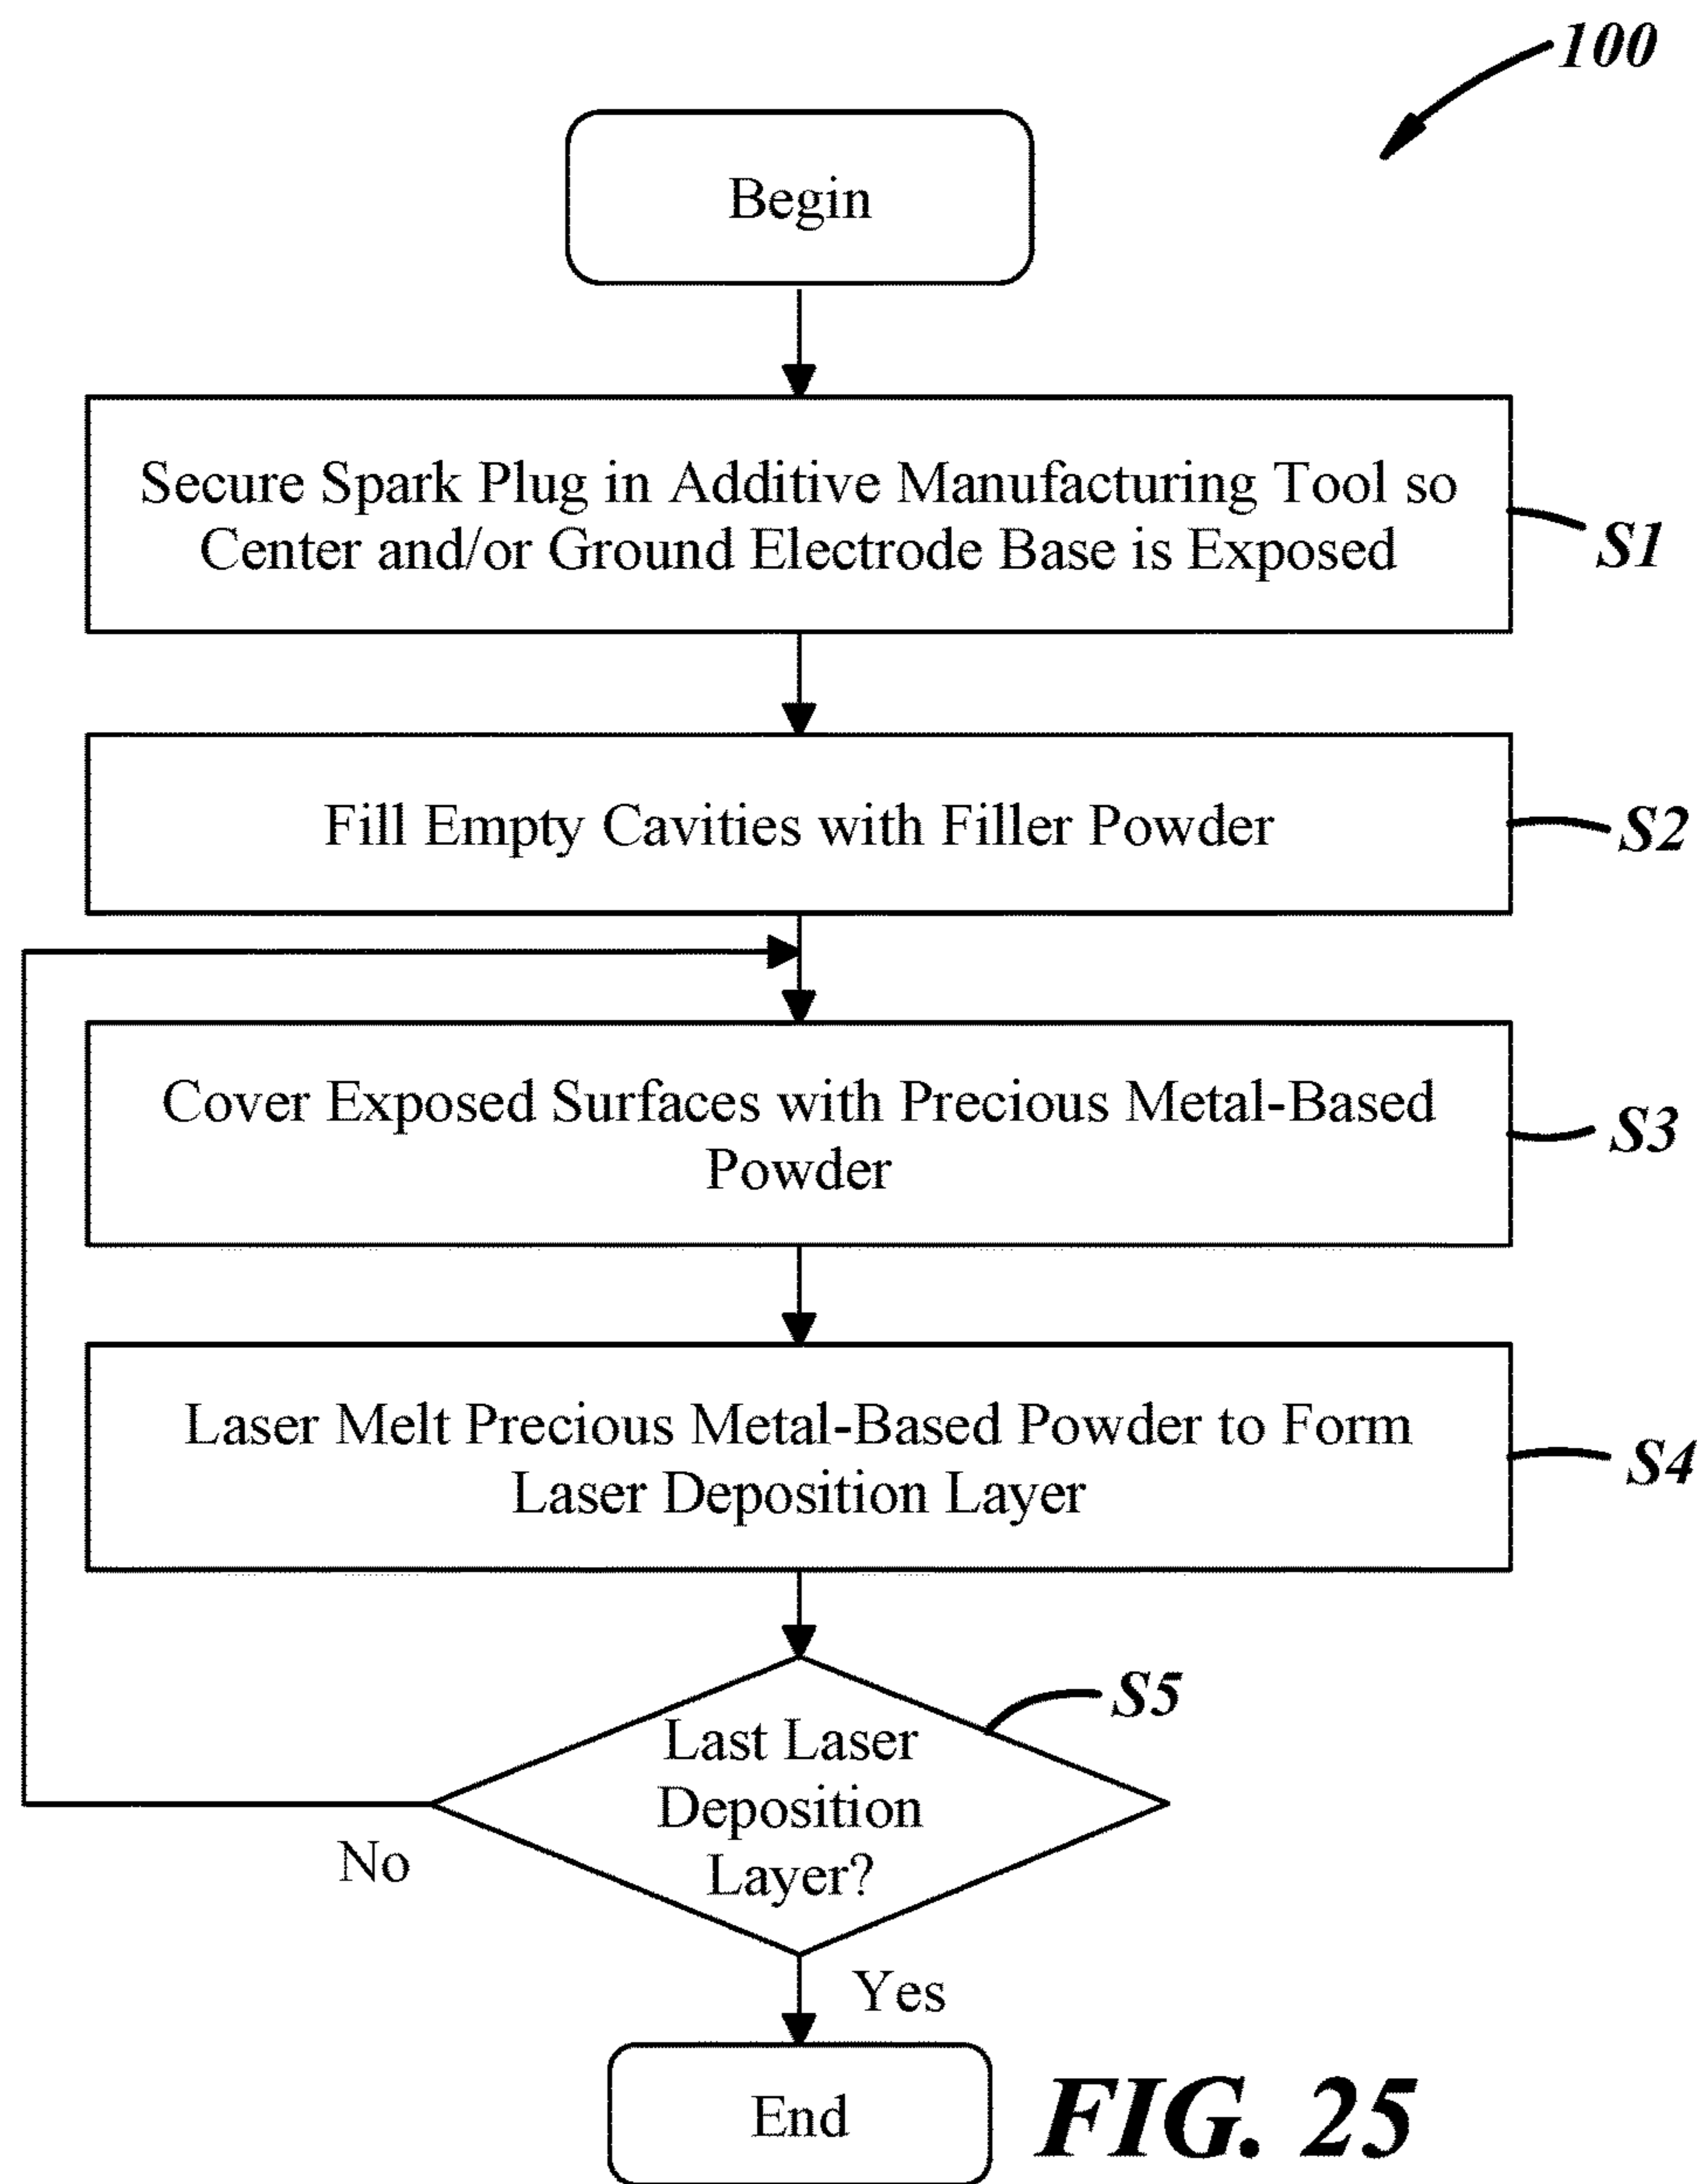 100
Begin
Secure Spark Plug in Additive Manufacturing Tool so
Center and/or Ground Electrode Base is Exposed
S1
Fill Empty Cavities with Filler Powder
S2
Cover Exposed Surfaces with Precious Metal-Based
Powder
S3
Laser Melt Precious Metal-Based Powder to Form
Laser Deposition Layer
S4
Last Laser
Deposition
Layer?
S5
No
Yes
End
FIG. 25